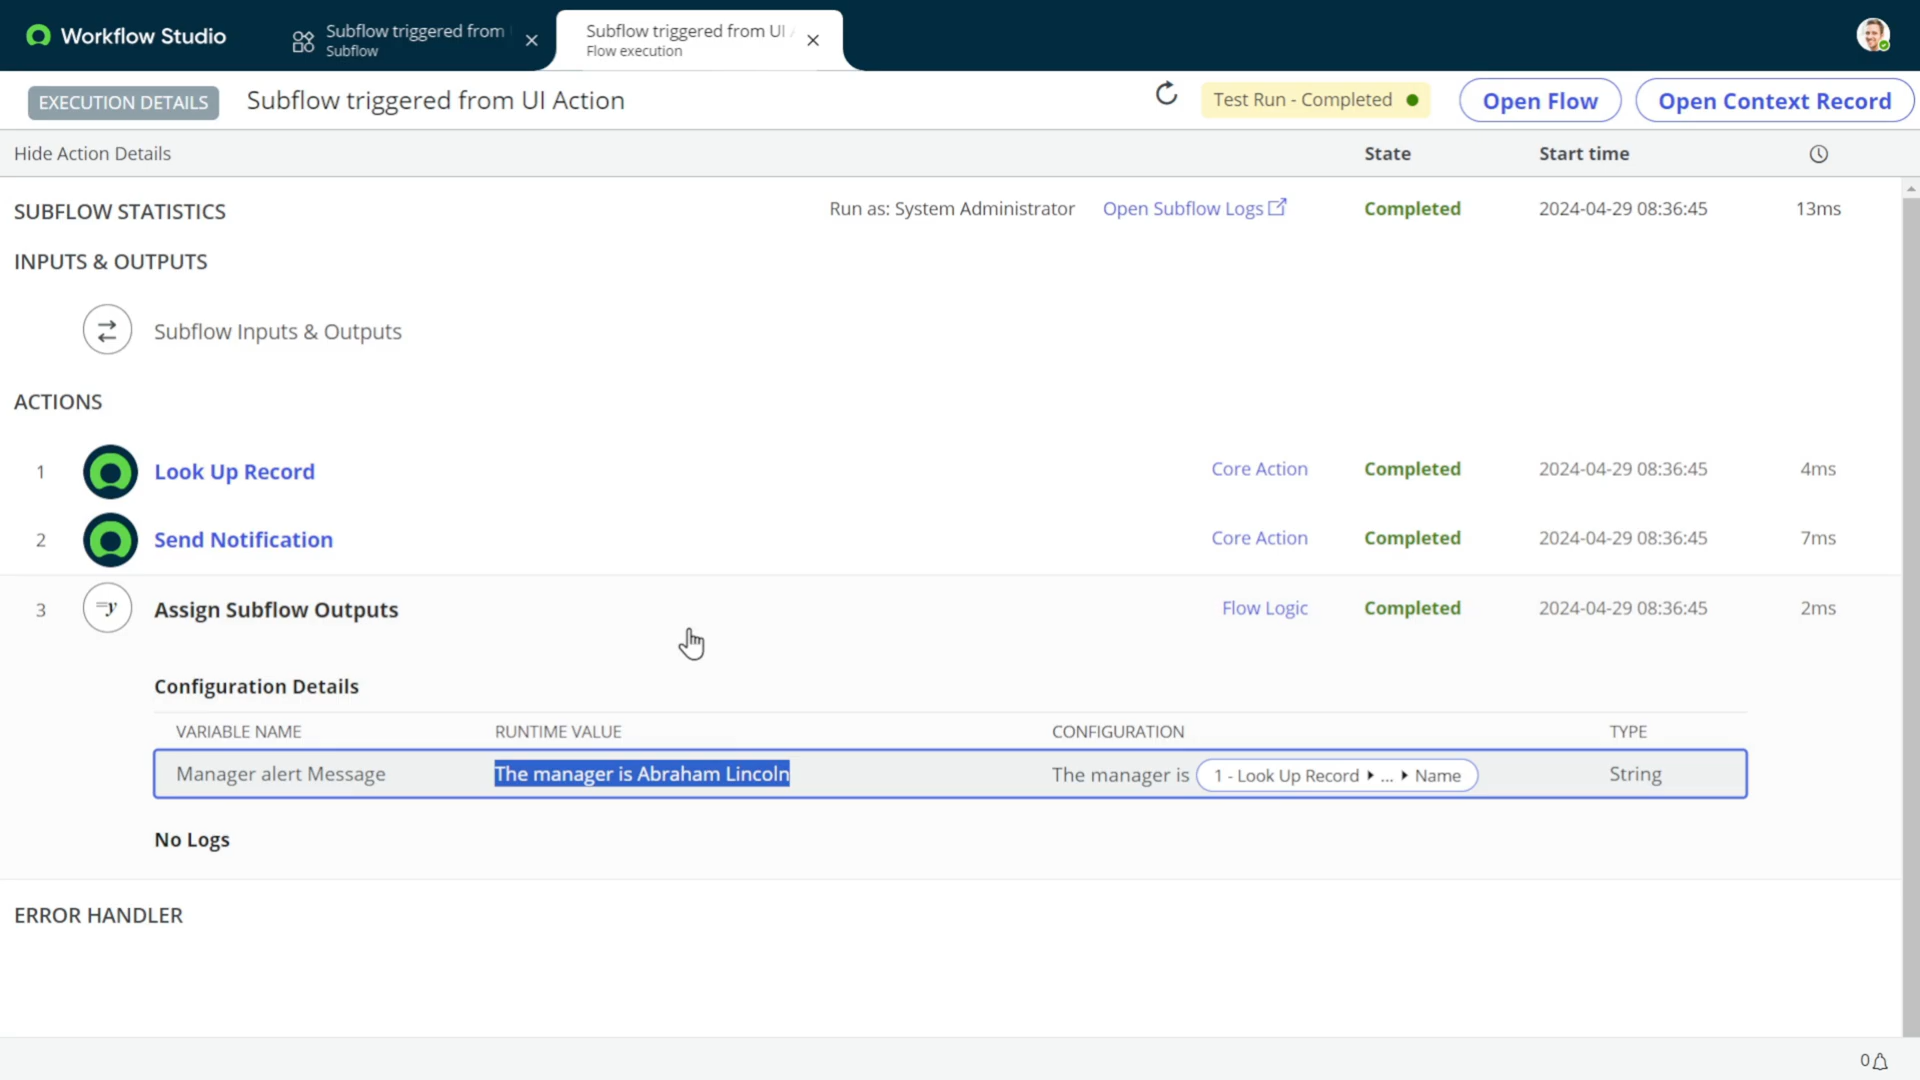 Workflow Studio
Subflow triggered from
Subflow
Subflow triggered from UI
Flow execution
EXECUTION DETAILS
Subflow triggered from UI Action
Test Run - Completed
Open Flow
Open Context Record
Hide Action Details
State
Start time
SUBFLOW STATISTICS
Run as: System Administrator
Open Subflow Logs
Completed
2024-04-29 08:36:45
13ms
INPUTS & OUTPUTS
Subflow Inputs & Outputs
ACTIONS
1
Look Up Record
Core Action
Completed
2024-04-29 08:36:45
4ms
2
Send Notification
Core Action
Completed
2024-04-29 08:36:45
7ms
3
=y
Assign Subflow Outputs
Flow Logic
Completed
2024-04-29 08:36:45
2ms
Configuration Details
VARIABLE NAME
RUNTIME VALUE
CONFIGURATION
TYPE
Manager alert Message
The manager is Abraham Lincoln
The manager is 1 - Look Up Record ▸ ... ▸ Name
String
No Logs
ERROR HANDLER
0